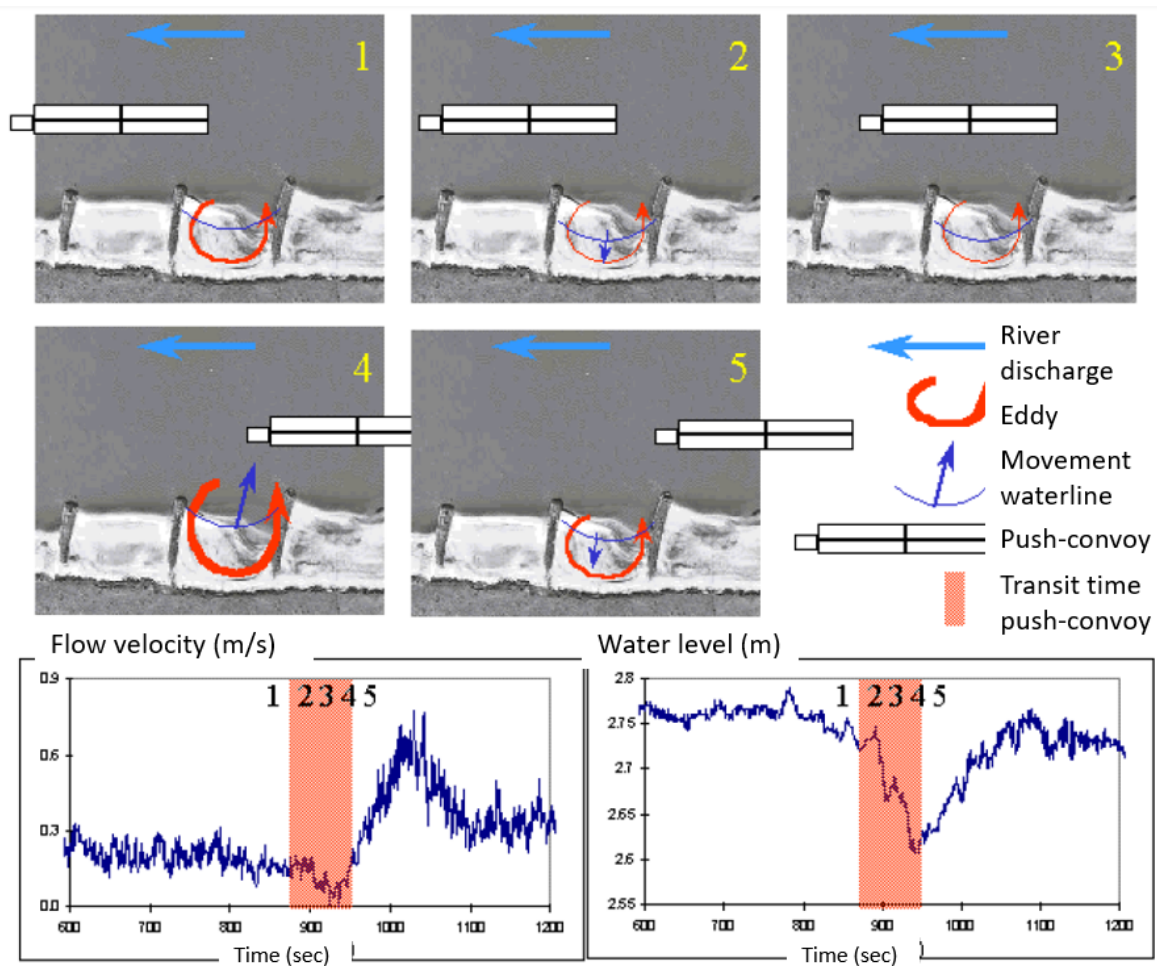 1
2
3
4
5
River
discharge
Eddy
Movement
waterline
Push-convoy
Transit time
push-convoy
Flow velocity (m/s)
0.9
0.6
0.3
0.0
1 2 3 4 5
600 700 800 900 1000 1100 1200
Time (sec)
Water level (m)
2.8
2.75
2.7
2.65
2.6
2.55
1 2 3 4 5
600 700 800 900 1000 1100 1200
Time (sec)